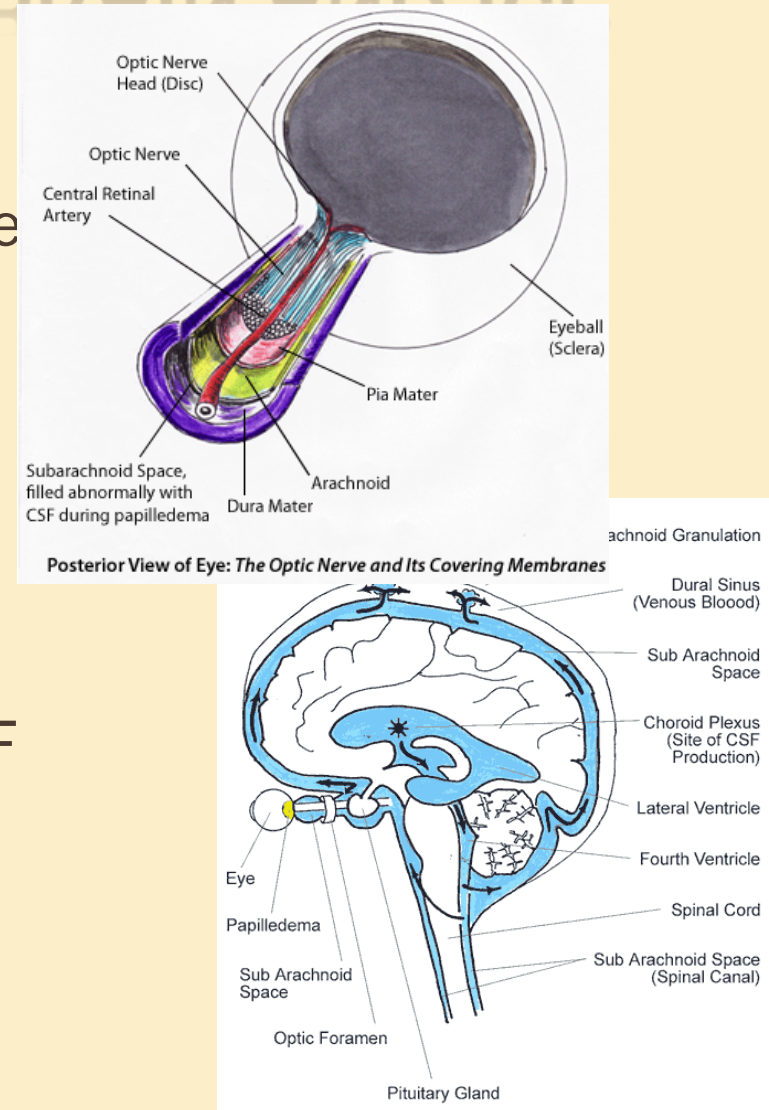 e
Optic Nerve
Head (Disc)
Optic Nerve
Central Retinal
Artery
Eyeball
(Sclera)
Pia Mater
Arachnoid
Subarachnoid Space,
filled abnormally with
CSF during papilledema
Dura Mater
Posterior View of Eye: The Optic Nerve and Its Covering Membranes
achnoid Granulation
Dural Sinus
(Venous Bloood)
Sub Arachnoid
Space
F
Choroid Plexus
(Site of CSF
Production)
Lateral Ventricle
Fourth Ventricle
Eye
Spinal Cord
Papilledema
Sub Arachnoid Space
(Spinal Canal)
Sub Arachnoid
Space
Optic Foramen
Pituitary Gland